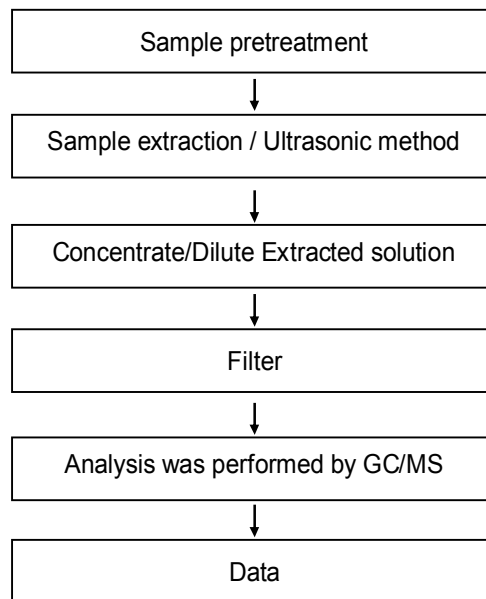 Sample pretreatment
Sample extraction / Ultrasonic method
Concentrate/Dilute Extracted solution
Filter
Analysis was performed by GC/MS
Data